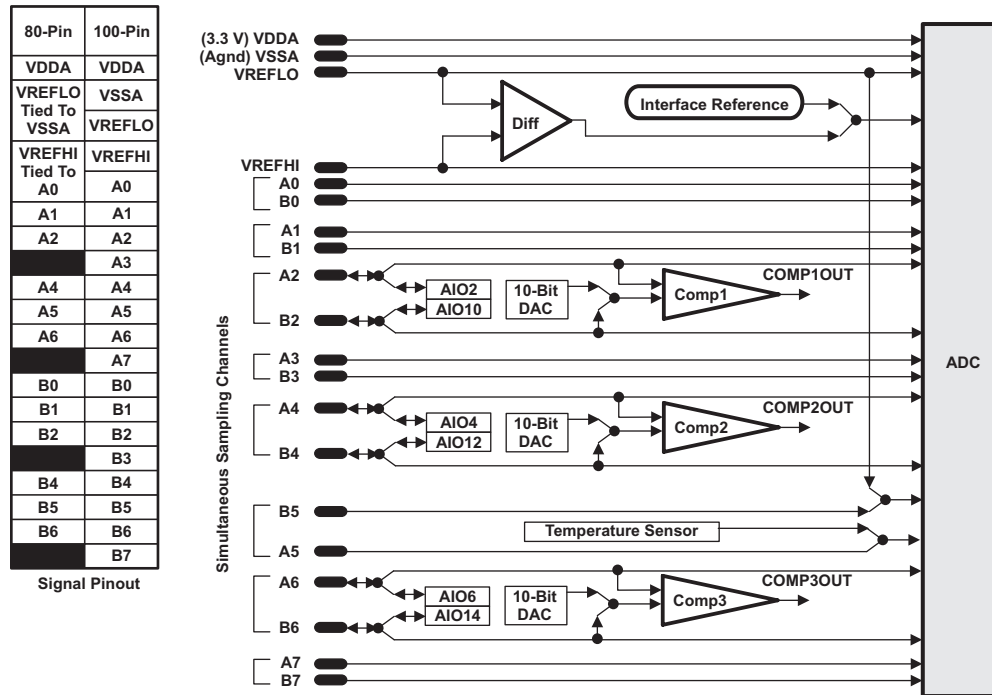 80-Pin 100-Pin
VDDA VDDA
VREFLO
Tied To
VSSA
VSSA
VREFLO
VREFHI
Tied To
A0
VREFHI
A0
A1 A1
A2 A2
A3
A4 A4
A5 A5
A6 A6
A7
B0 B0
B1 B1
B2 B2
B3
B4 B4
B5 B5
B6 B6
B7
Signal Pinout
Simultaneous Sampling Channels
(3.3 V) VDDA
(Agnd) VSSA
VREFLO
Diff
Interface Reference
VREFHI
A0
B0
A1
B1
A2
B2
AIO2
AIO10
10-Bit
DAC
Comp1
COMP1OUT
A3
B3
ADC
A4
B4
AIO4
AIO12
10-Bit
DAC
Comp2
COMP2OUT
B5
Temperature Sensor
A5
A6
B6
AIO6
AIO14
10-Bit
DAC
Comp3
COMP3OUT
A7
B7